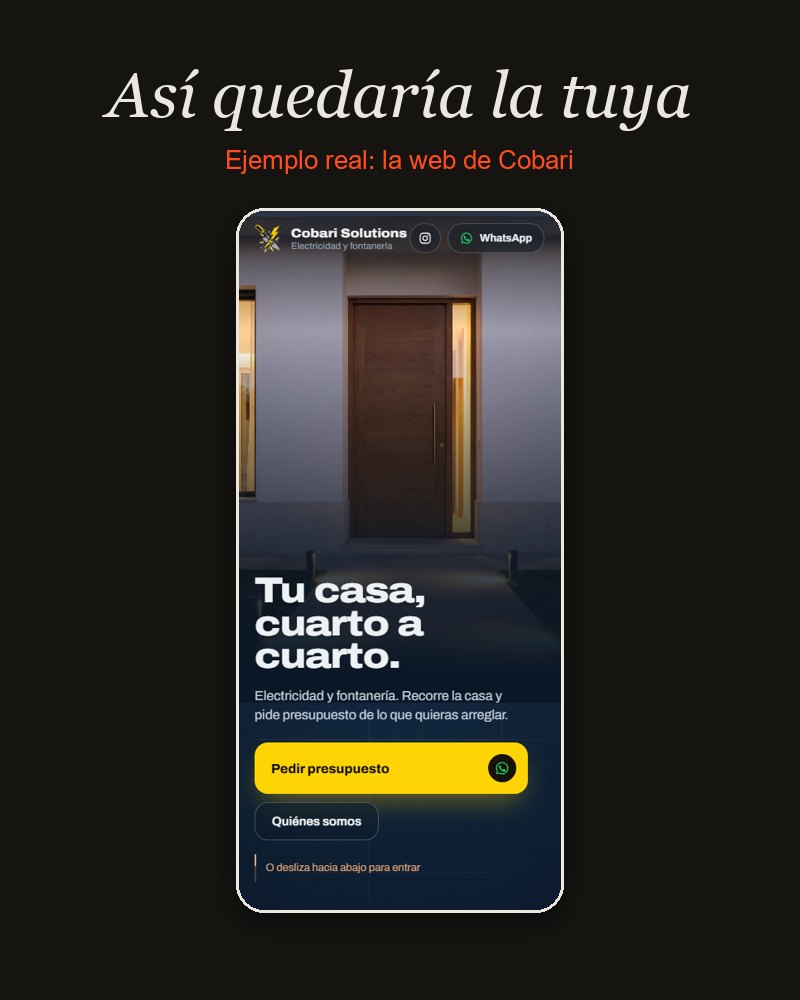 Así quedaría la tuya
Ejemplo real: la web de Cobari
Cobari Solutions
Electricidad y fontanería
WhatsApp
Tu casa,
cuarto a
cuarto.
Electricidad y fontanería. Recorre la casa y
pide presupuesto de lo que quieras arreglar.
Pedir presupuesto
Quiénes somos
O desliza hacia abajo para entrar